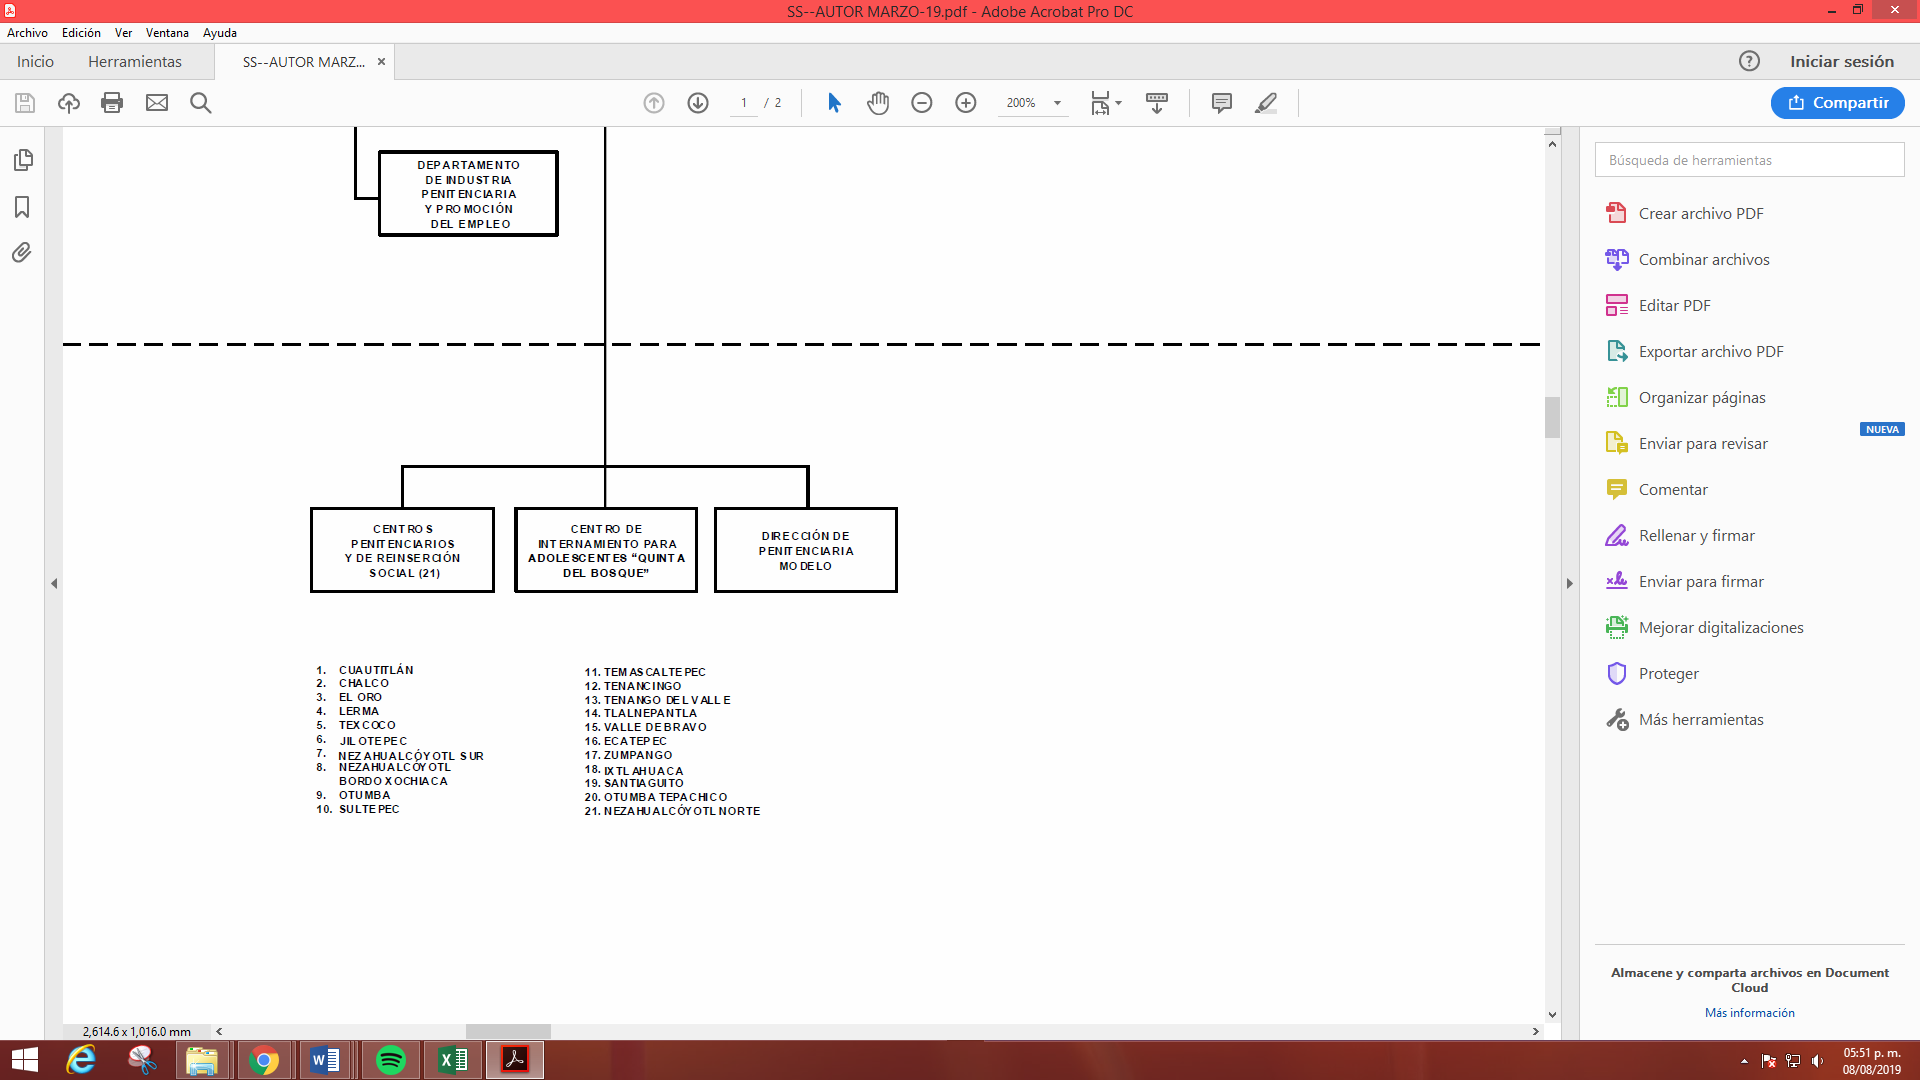 SS--AUTOR MARZO-19.pdf - Adobe Acrobat Pro DC
Archivo Edición Ver Ventana Ayuda
Inicio Herramientas SS--AUTOR MARZ... × ? Iniciar sesión
1 / 2 200% Compartir
DEPARTAMENTO
DE INDUSTRIA
PENITENCIARIA
Y PROMOCIÓN
DEL EMPLEO
CENTROS
PENITENCIARIOS
Y DE REINSERCIÓN
SOCIAL (21)
CENTRO DE
INTERNAMIENTO PARA
ADOLESCENTES “QUINTA
DEL BOSQUE”
DIRECCIÓN DE
PENITENCIARIA
MODELO
1. CUAUTITLÁN
2. CHALCO
3. EL ORO
4. LERMA
5. TEXCOCO
6. JILOTEPEC
7. NEZAHUALCÓYOTL SUR
8. NEZAHUALCÓYOTL
BORDO XOCHIACA
9. OTUMBA
10. SULTEPEC
11. TEMASCALTEPEC
12. TENANCINGO
13. TENANGO DEL VALLE
14. TLALNEPANTLA
15. VALLE DE BRAVO
16. ECATEPEC
17. ZUMPANGO
18. IXTLAHUACA
19. SANTIAGUITO
20. OTUMBA TEPACHICO
21. NEZAHUALCÓYOTL NORTE
Búsqueda de herramientas
Crear archivo PDF
Combinar archivos
Editar PDF
Exportar archivo PDF
Organizar páginas
NUEVA
Enviar para revisar
Comentar
Rellenar y firmar
Enviar para firmar
Mejorar digitalizaciones
Proteger
Más herramientas
Almacene y comparta archivos en Document
Cloud
Más información
2,614.6 x 1,016.0 mm
05:51 p. m.
08/08/2019